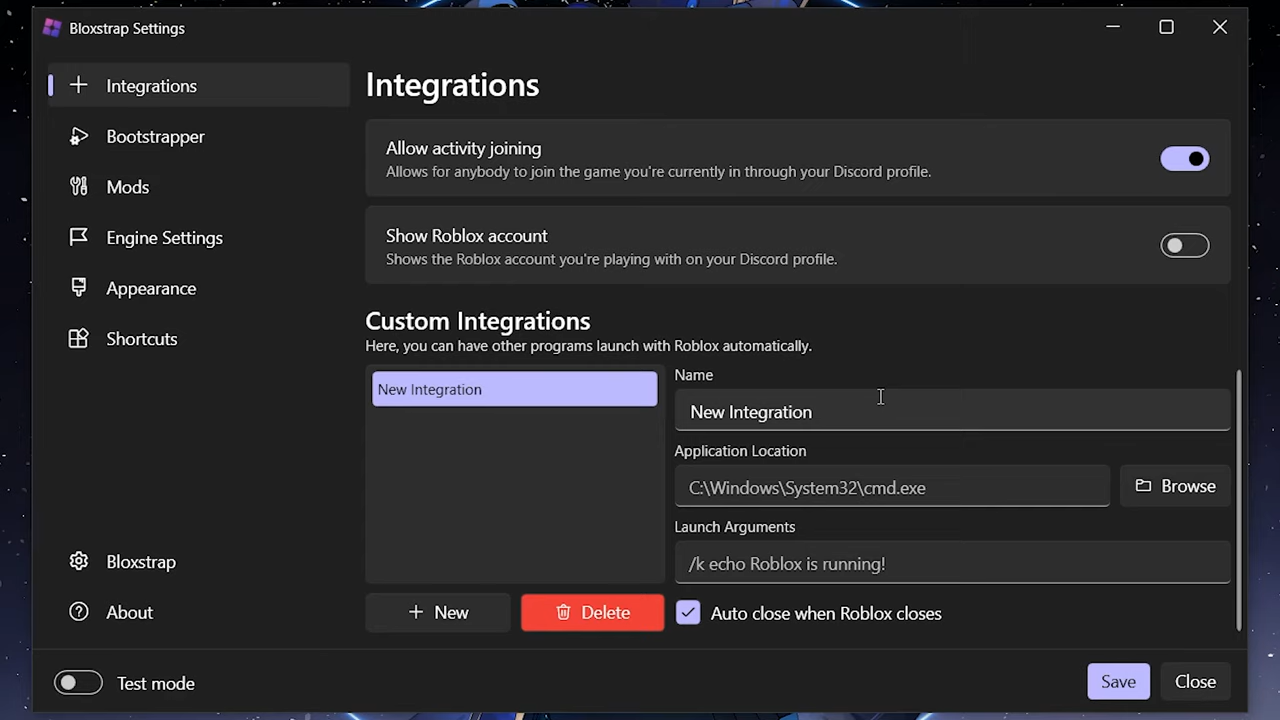 Bloxstrap Settings
Integrations
Bootstrapper
Mods
Engine Settings
Appearance
Shortcuts
Bloxstrap
About
Test mode
Integrations
Allow activity joining
Allows for anybody to join the game you're currently in through your Discord profile.
Show Roblox account
Shows the Roblox account you're playing with on your Discord profile.
Custom Integrations
Here, you can have other programs launch with Roblox automatically.
New Integration
New
Delete
Name
New Integration
Application Location
C:\Windows\System32\cmd.exe
Browse
Launch Arguments
/k echo Roblox is running!
Auto close when Roblox closes
Save
Close